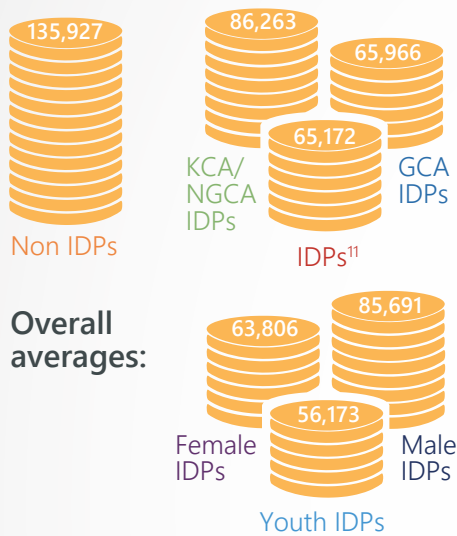 135,927
Non IDPs
86,263
65,966
65,172
KCA/
NGCA
IDPs
GCA
IDPs
IDPs¹¹
Overall
averages:
63,806
85,691
56,173
Female
IDPs
Male
IDPs
Youth IDPs